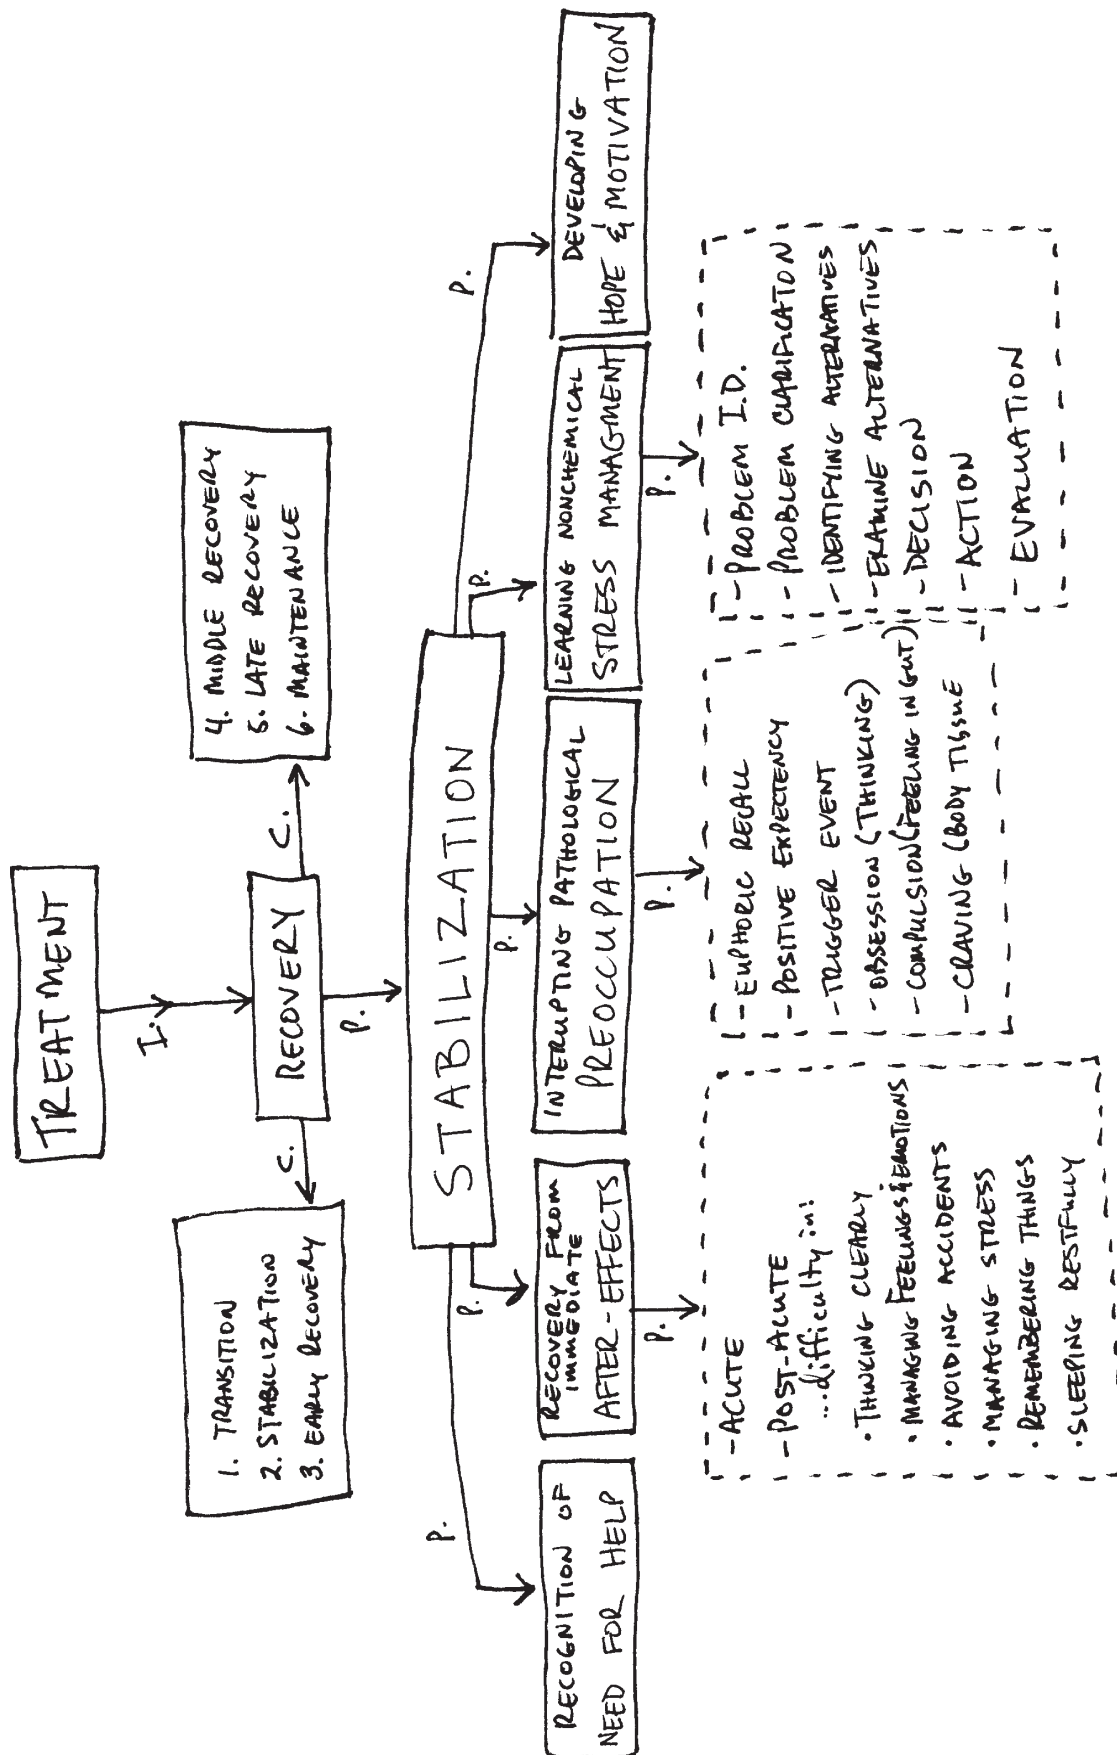 TREATMENT
I.
RECOVERY
C.
C.
1. TRANSITION
2. STABILIZATION
3. EARLY RECOVERY
4. MIDDLE RECOVERY
5. LATE RECOVERY
6. MAINTENANCE
P.
STABILIZATION
P.
P.
P.
P.
P.
RECOGNITION OF
NEED FOR HELP
RECOVERY FROM
IMMEDIATE
AFTER-EFFECTS
INTERUPTING PATHOLOGICAL
PREOCCUPATION
LEARNING NONCHEMICAL
STRESS MANAGMENT
DEVELOPING
HOPE & MOTIVATION
P.
P.
P.
- ACUTE
- POST-ACUTE
...difficulty in:
• THINKING CLEARLY
• MANAGING FEELINGS & EMOTIONS
• AVOIDING ACCIDENTS
• MANAGING STRESS
• REMEMBERING THINGS
• SLEEPING RESTFULLY
- EUPHORIC RECALL
- POSITIVE EXPECTENCY
- TRIGGER EVENT
- OBSESSION (THINKING)
- COMPULSION (FEELING IN GUT)
- CRAVING (BODY TISSUE
- PROBLEM I.D.
- PROBLEM CLARIFICATON
- IDENTIFYING ALTERNATIVES
- EXAMINE ALTERNATIVES
- DECISION
- ACTION
- EVALUATION